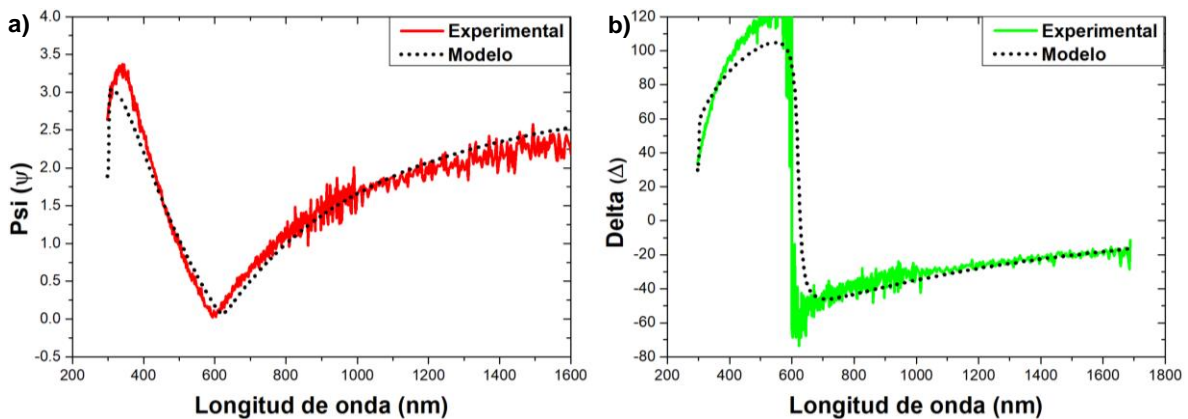 a)
4.0
3.5
3.0
2.5
2.0
1.5
1.0
0.5
0.0
-0.5
Psi (ψ)
Experimental
Modelo
200 400 600 800 1000 1200 1400 1600
Longitud de onda (nm)
b)
120
100
80
60
40
20
0
-20
-40
-60
-80
Delta (Δ)
Experimental
Modelo
200 400 600 800 1000 1200 1400 1600 1800
Longitud de onda (nm)